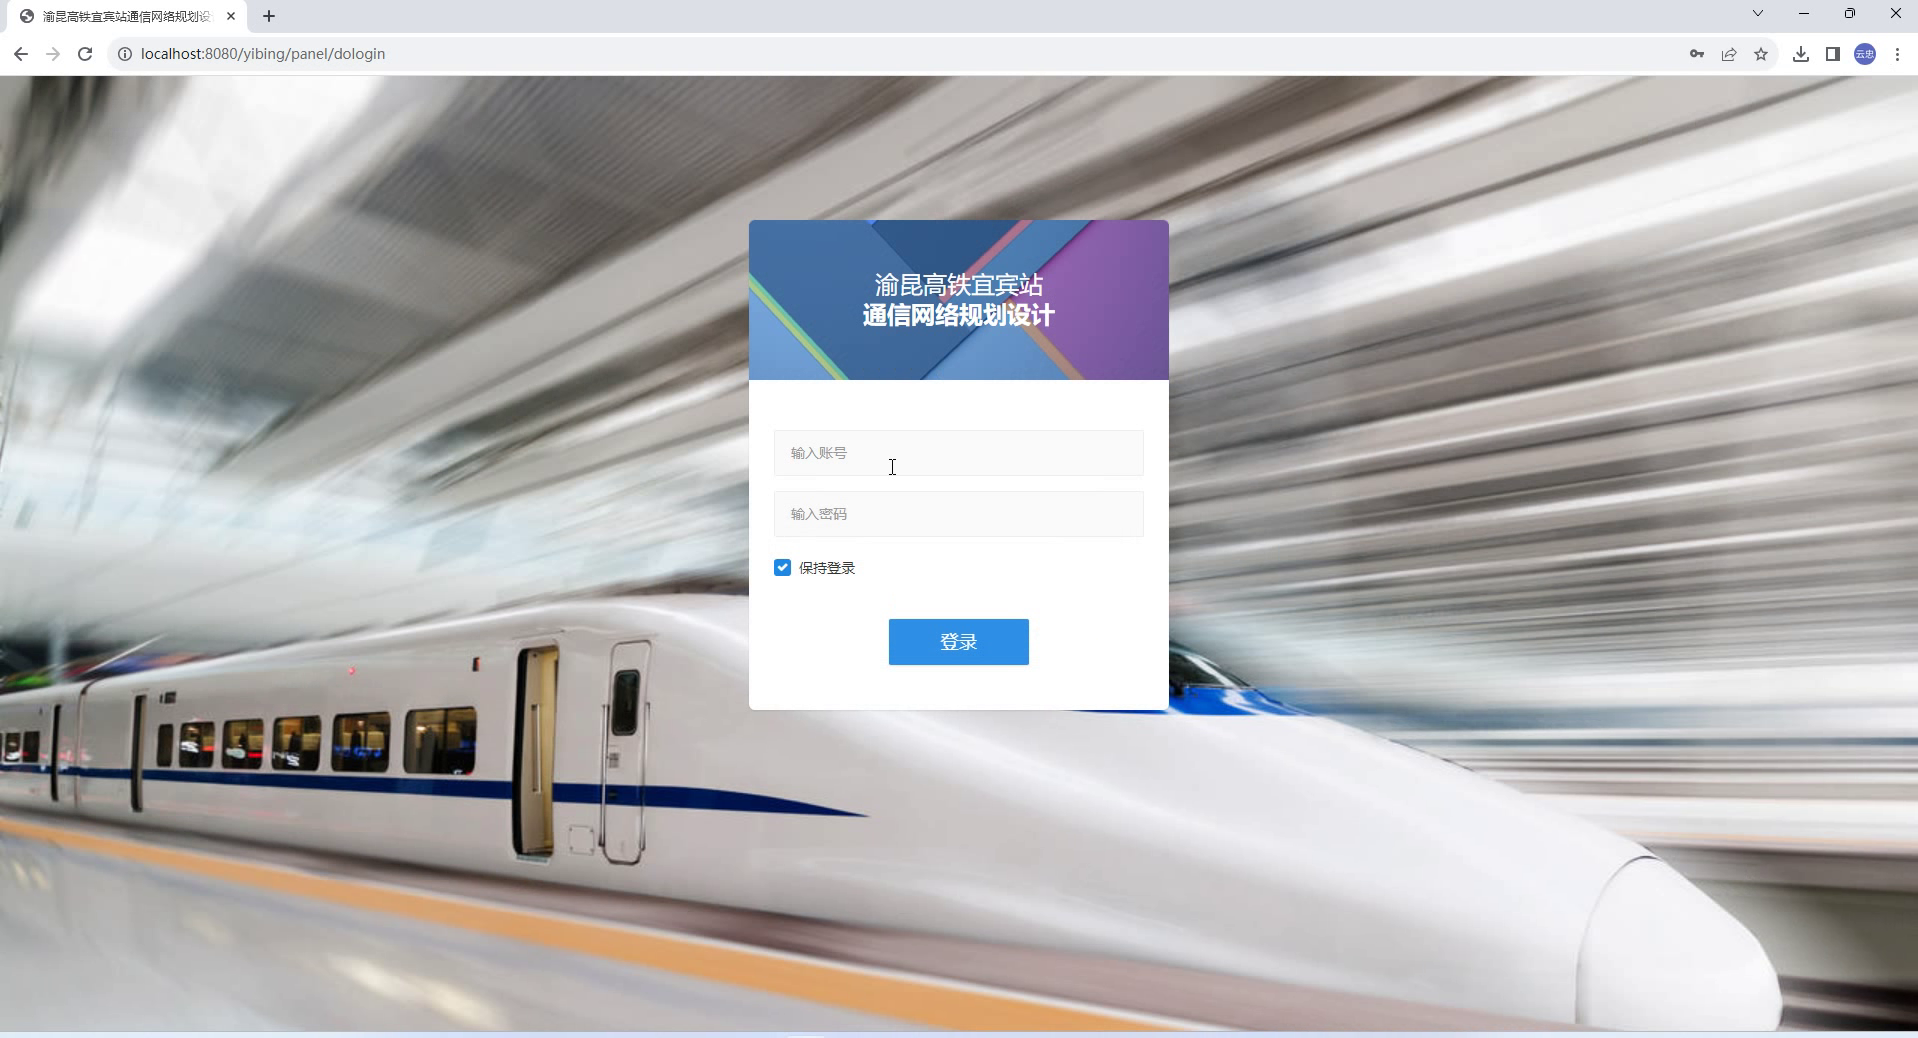 渝昆高铁宜宾站通信网络规划设
localhost:8080/yibing/panel/dologin
云忠
渝昆高铁宜宾站
通信网络规划设计
输入账号
输入密码
保持登录
登录